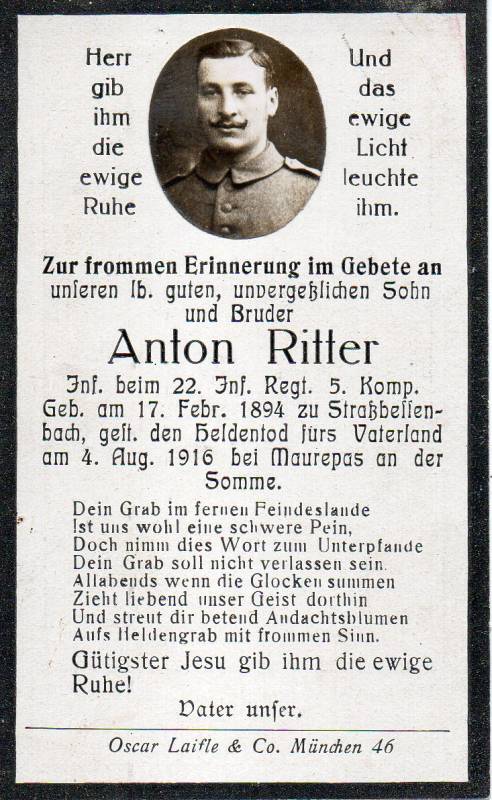 Herr
gib
ihm
die
ewige
Ruhe
Und
das
ewige
Licht
leuchte
ihm.
Zur frommen Erinnerung im Gebete an
unseren lb. guten, unvergeßlichen Sohn
und Bruder
Anton Ritter
Inf. beim 22. Inf. Regt. 5. Komp.
Geb. am 17. Febr. 1894 zu Straßbessen-
bach, gest. den Heldentod fürs Vaterland
am 4. Aug. 1916 bei Maurepas an der
Somme.
Dein Grab im fernen Feindeslande
Ist uns wohl eine schwere Pein,
Doch nimm dies Wort zum Unterpfande
Dein Grab soll nicht verlassen sein.
Allabends wenn die Glocken summen
Zieht liebend unser Geist dorthin
Und streut dir betend Andachtsblumen
Aufs Heldengrab mit frommen Sinn.
Gütigster Jesu gib ihm die ewige
Ruhe!
Vater unser.
Oscar Laifle & Co. München 46